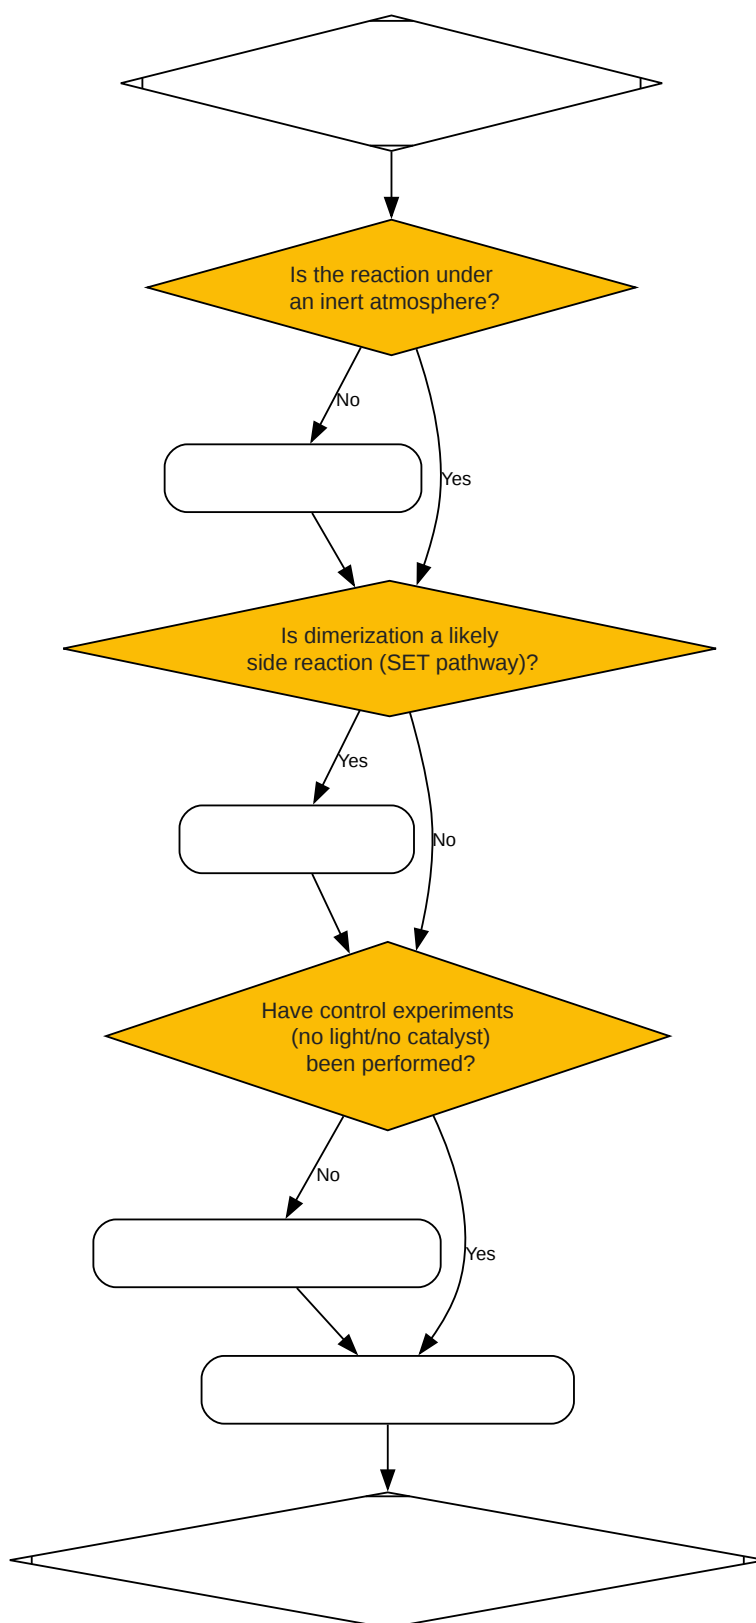 Is the reaction under
an inert atmosphere?
No
Yes
Is dimerization a likely
side reaction (SET pathway)?
Yes
No
Have control experiments
(no light/no catalyst)
been performed?
No
Yes